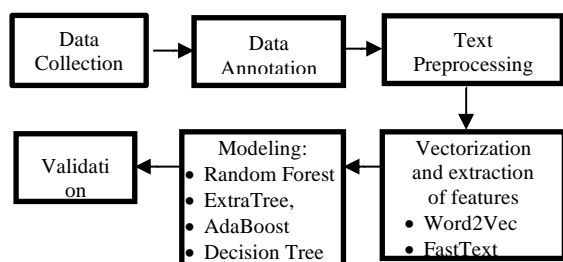 Data
Collection
Data
Annotation
Text
Preprocessing
Vectorization
and extraction
of features
• Word2Vec
• FastText
Modeling:
• Random Forest
• ExtraTree,
• AdaBoost
• Decision Tree
Validati
on